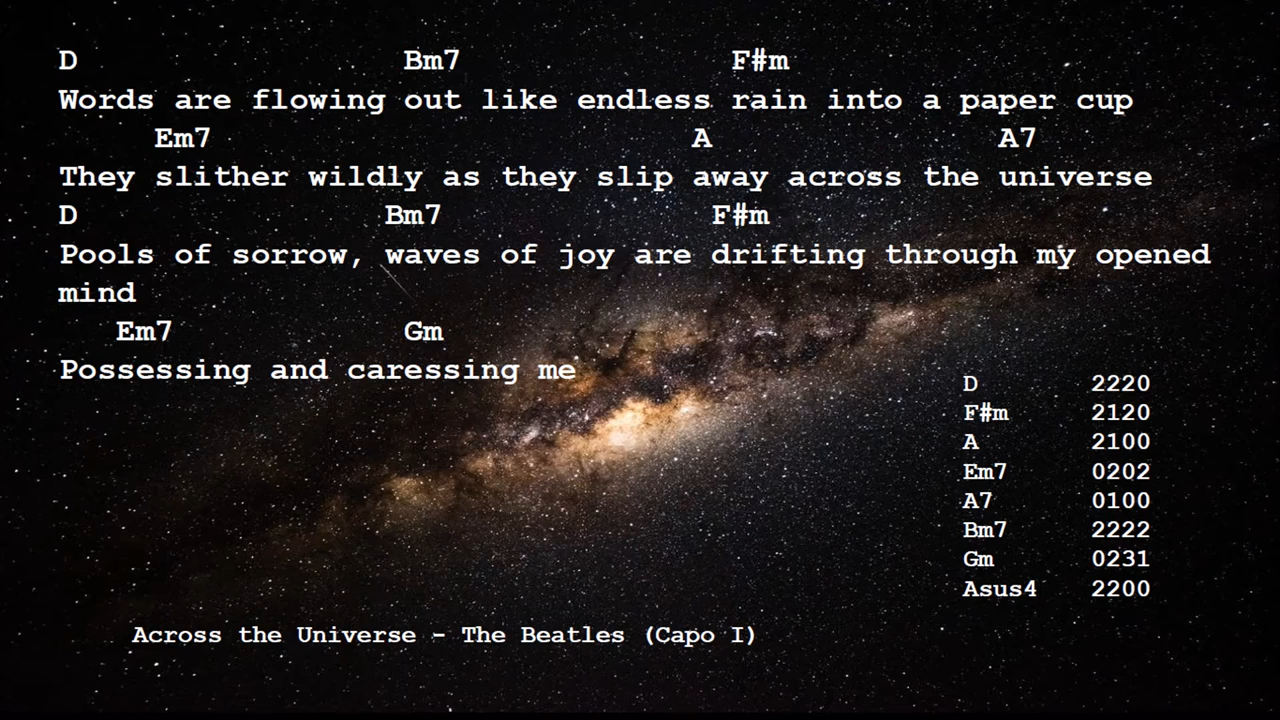 D Bm7 F#m
Words are flowing out like endless rain into a paper cup
Em7 A A7
They slither wildly as they slip away across the universe
D Bm7 F#m
Pools of sorrow, waves of joy are drifting through my opened
mind
Em7 Gm
Possessing and caressing me
D 2220
F#m 2120
A 2100
Em7 0202
A7 0100
Bm7 2222
Gm 0231
Asus4 2200
Across the Universe - The Beatles (Capo I)